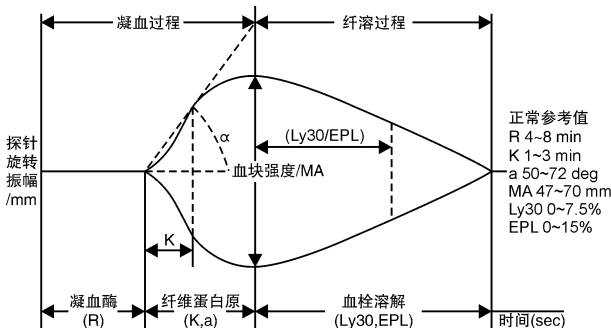 凝血过程
纤溶过程
探针
旋转
振幅
/mm
α
(Ly30/EPL)
血块强度/MA
K
正常参考值
R 4~8 min
K 1~3 min
a 50~72 deg
MA 47~70 mm
Ly30 0~7.5%
EPL 0~15%
凝血酶
(R)
纤维蛋白原
(K,a)
血栓溶解
(Ly30,EPL)
时间(sec)